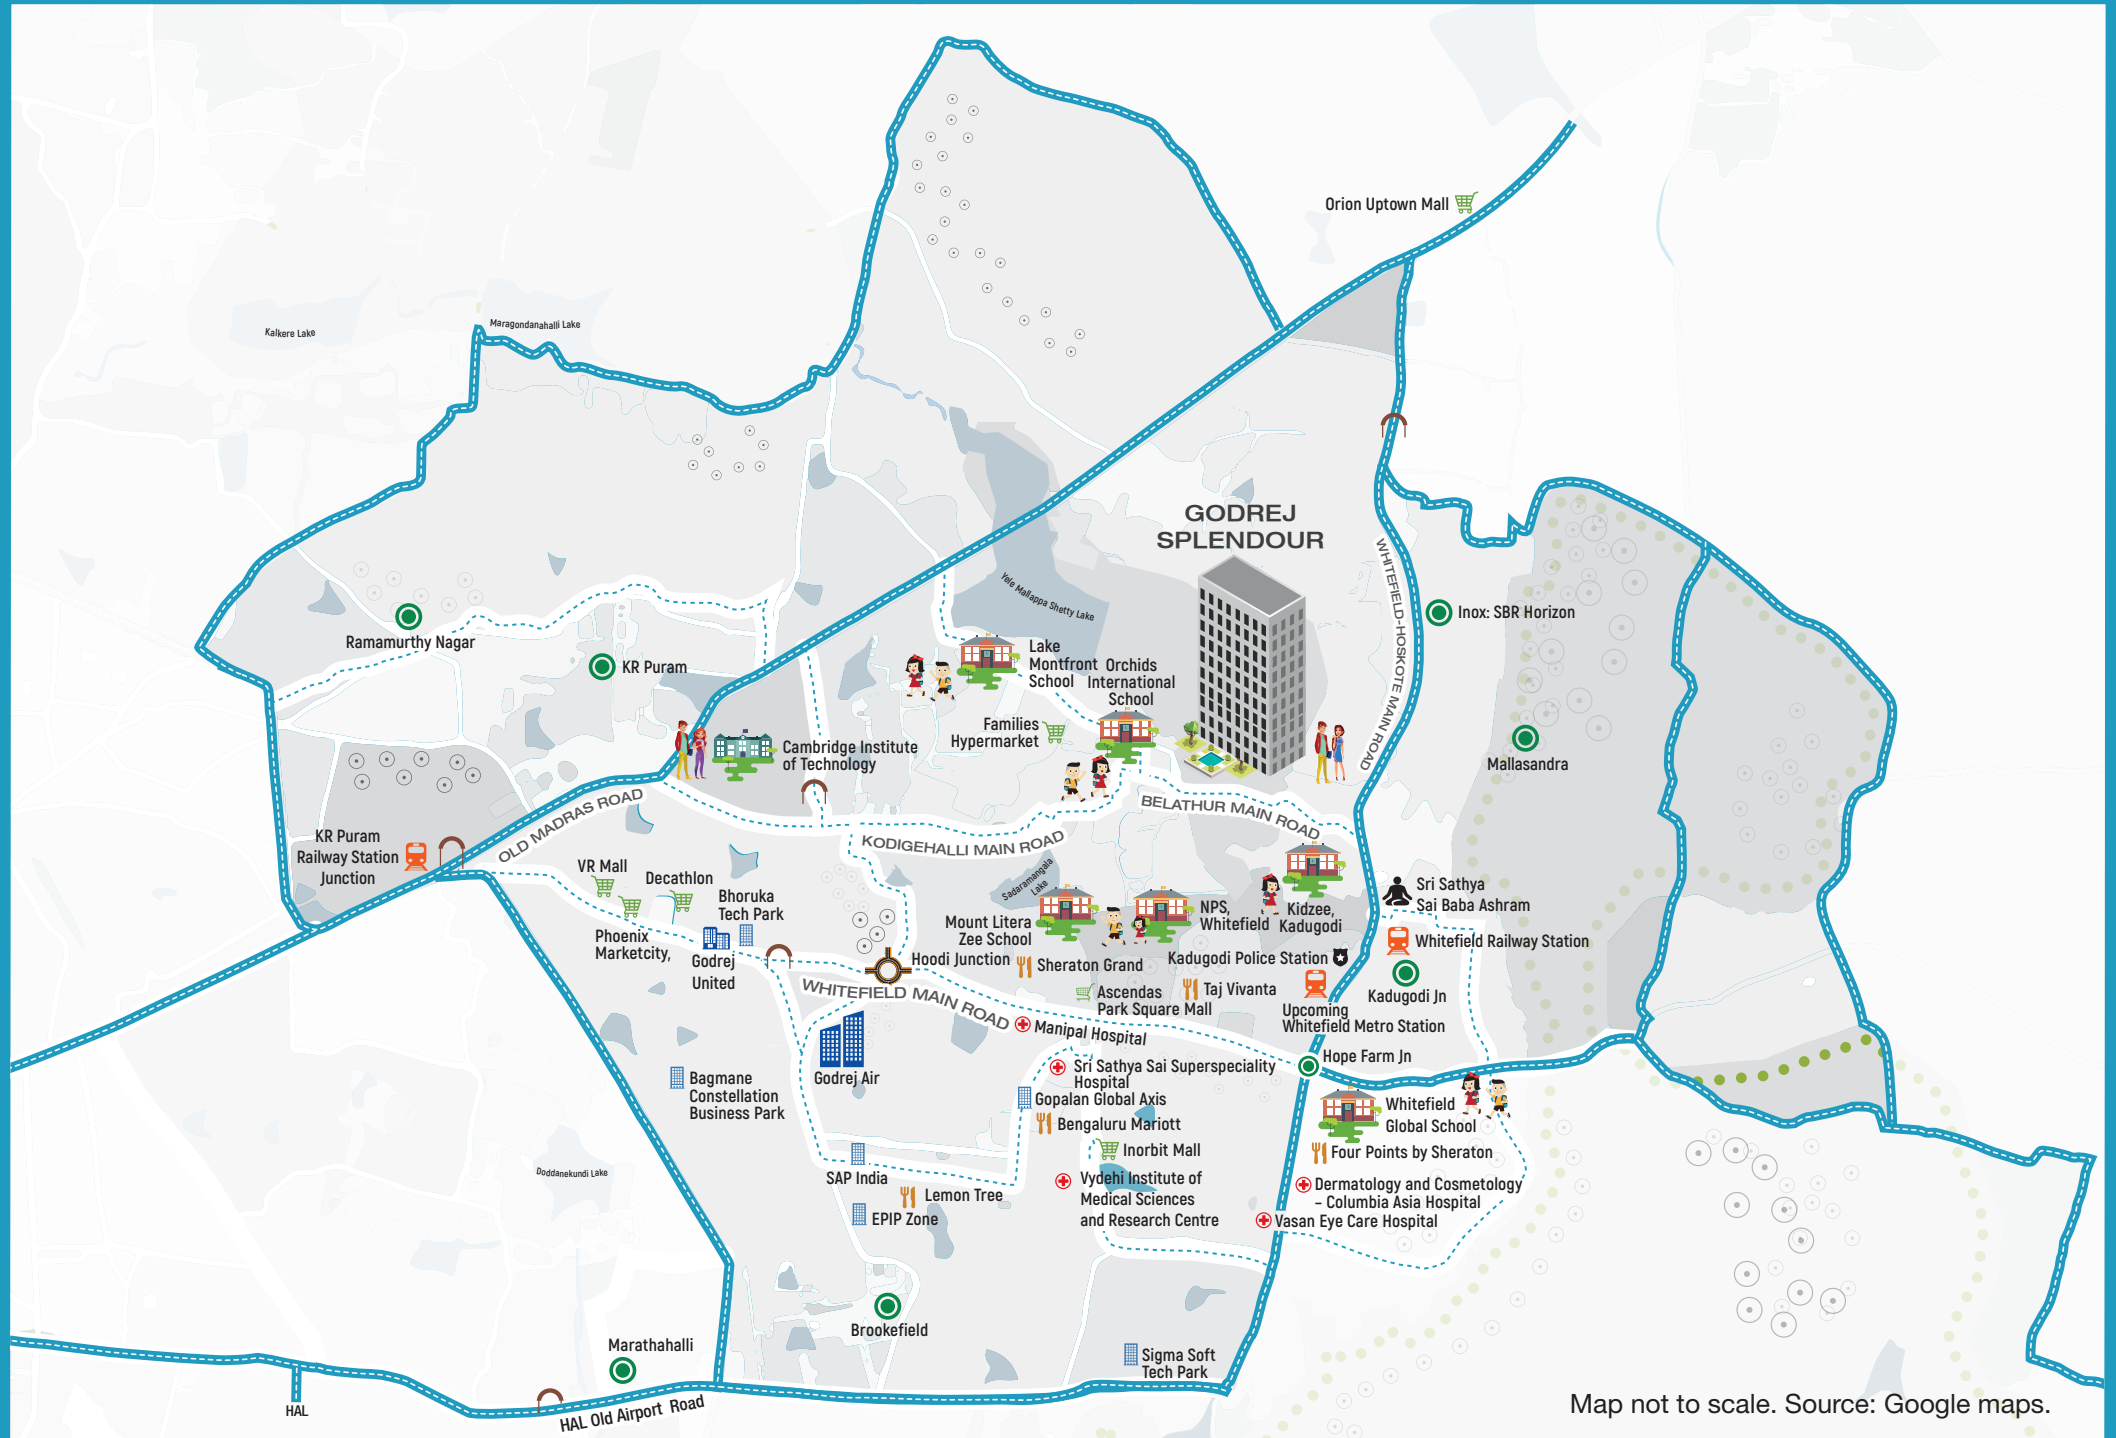 Orion Uptown Mall
Kalkere Lake
Maragondanahalli Lake
GODREJ
SPLENDOUR
WHITEFIELD-HOSKOTE MAIN ROAD
Yele Mallappa Shetty Lake
Inox: SBR Horizon
Ramamurthy Nagar
KR Puram
Lake
Montfront
School
Orchids
International
School
Families
Hypermarket
Cambridge Institute
of Technology
Mallasandra
OLD MADRAS ROAD
BELATHUR MAIN ROAD
KODIGEHALLI MAIN ROAD
KR Puram
Railway Station
Junction
VR Mall
Decathlon
Bhoruka
Tech Park
Phoenix
Marketcity,
Godrej
United
Sadaramangala
Lake
Mount Litera
Zee School
NPS,
Whitefield
Kidzee,
Kadugodi
Sri Sathya
Sai Baba Ashram
Whitefield Railway Station
Hoodi Junction
Sheraton Grand
Kadugodi Police Station
Kadugodi Jn
WHITEFIELD MAIN ROAD
Ascendas
Park Square Mall
Taj Vivanta
Upcoming
Whitefield Metro Station
Manipal Hospital
Hope Farm Jn
Godrej Air
Bagmane
Constellation
Business Park
Sri Sathya Sai Superspeciality
Hospital
Gopalan Global Axis
Bengaluru Mariott
Whitefield
Global School
Inorbit Mall
Four Points by Sheraton
Doddanekundi Lake
SAP India
Lemon Tree
EPIP Zone
Vydehi Institute of
Medical Sciences
and Research Centre
Dermatology and Cosmetology
– Columbia Asia Hospital
Vasan Eye Care Hospital
Brookefield
Marathahalli
Sigma Soft
Tech Park
HAL
HAL Old Airport Road
Map not to scale. Source: Google maps.